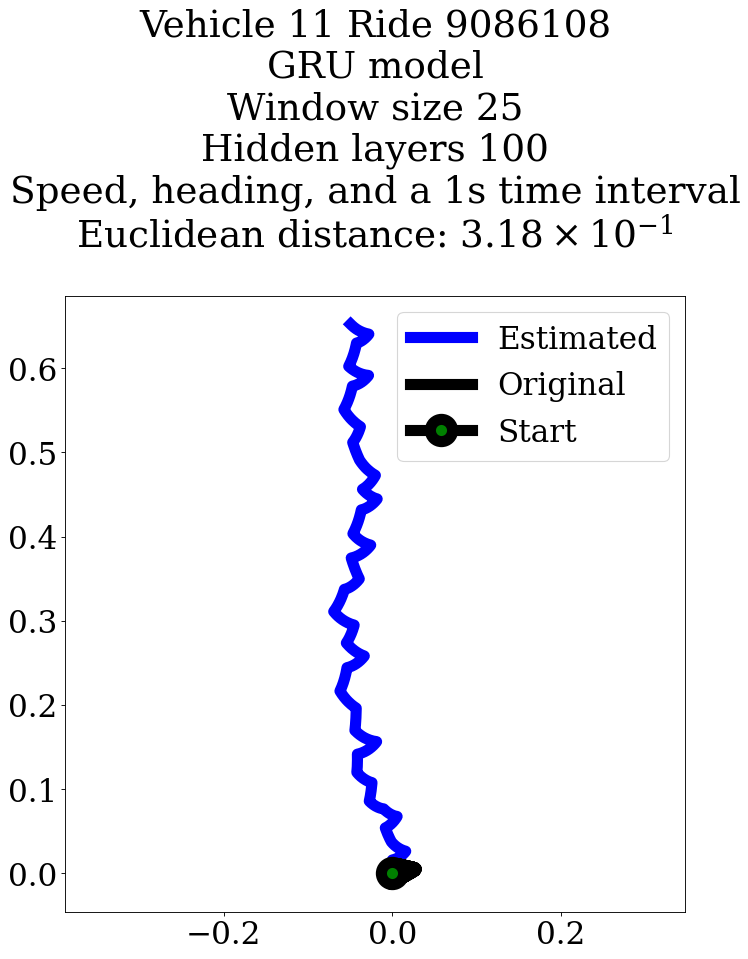 Vehicle 11 Ride 9086108
GRU model
Window size 25
Hidden layers 100
Speed, heading, and a 1s time interval
Euclidean distance: 3.18 × 10⁻¹
Estimated
Original
Start
0.6
0.5
0.4
0.3
0.2
0.1
0.0
−0.2 0.0 0.2